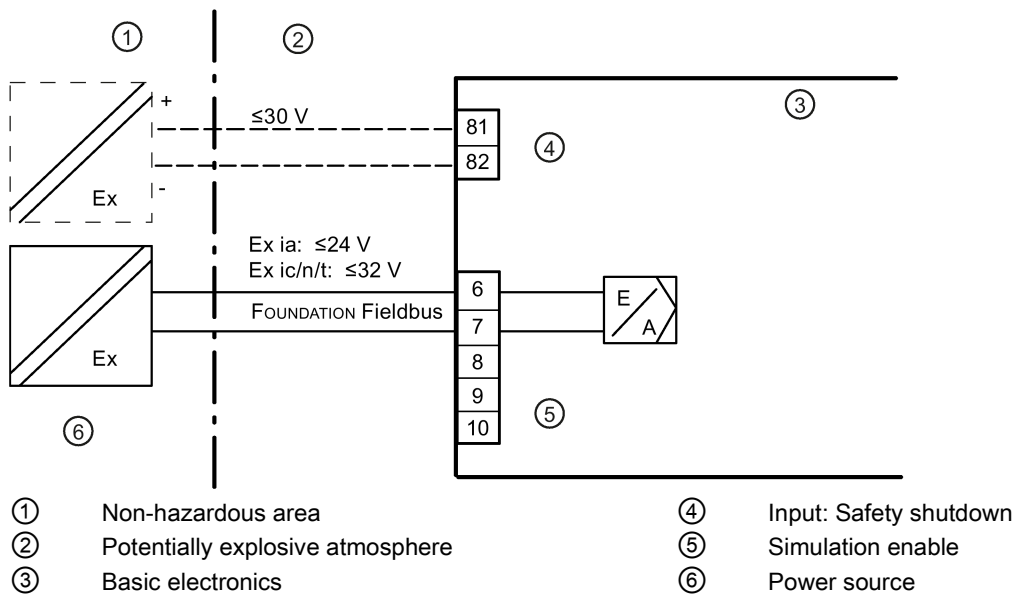 ① ②
+
≤30 V
81
③
④
82
Ex
-
Ex ia: ≤24 V
Ex ic/n/t: ≤32 V
6
E
FOUNDATION Fieldbus
7
A
Ex
8
9
⑤
10
⑥
① Non-hazardous area
② Potentially explosive atmosphere
③ Basic electronics
④ Input: Safety shutdown
⑤ Simulation enable
⑥ Power source